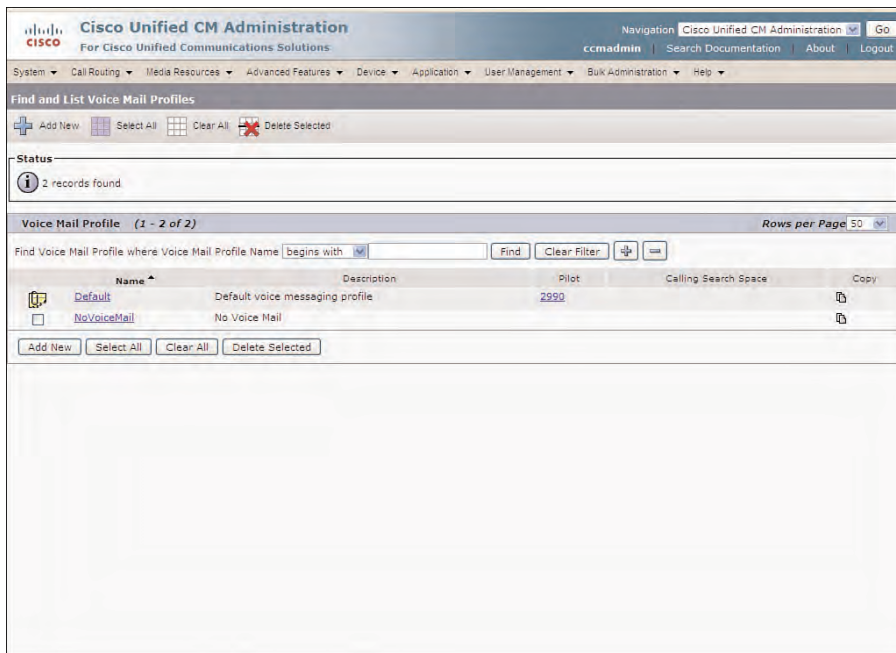 CISCO
Cisco Unified CM Administration
For Cisco Unified Communications Solutions
Navigation Cisco Unified CM Administration Go
ccmadmin | Search Documentation | About | Logout
System Call Routing Media Resources Advanced Features Device Application User Management Bulk Administration Help
Find and List Voice Mail Profiles
Add New Select All Clear All Delete Selected
Status
2 records found
Voice Mail Profile (1 - 2 of 2) Rows per Page 50
Find Voice Mail Profile where Voice Mail Profile Name begins with Find Clear Filter
Name Description Pilot Calling Search Space Copy
Default Default voice messaging profile 2990
NoVoiceMail No Voice Mail
Add New Select All Clear All Delete Selected